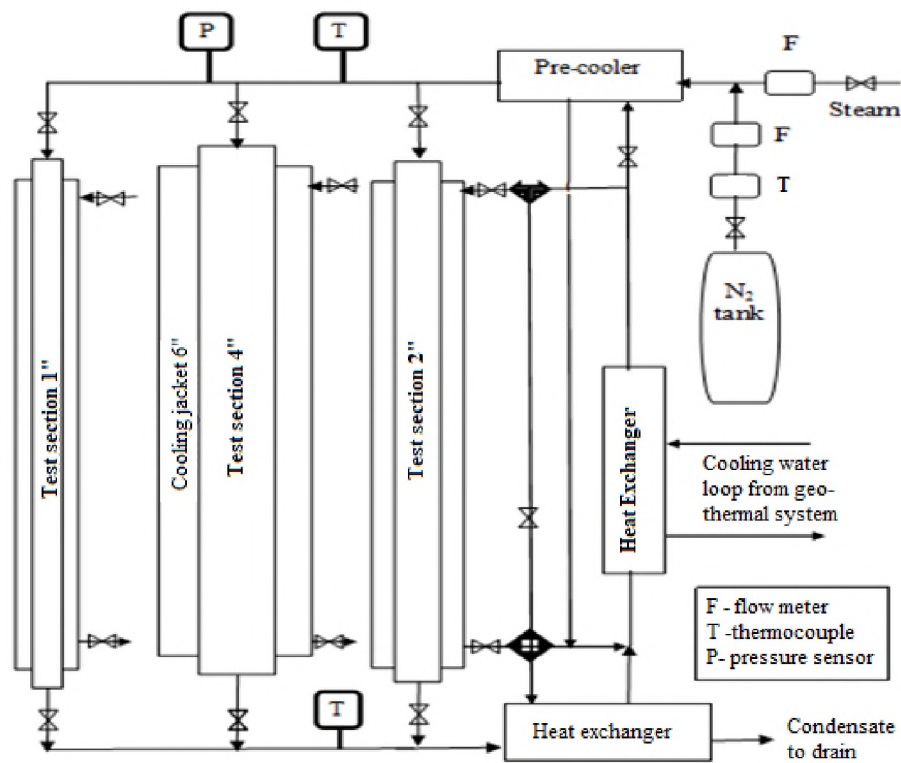 P
T
F
Pre-cooler
Steam
F
T
N₂
tank
Test section 1"
Cooling jacket 6"
Test section 4"
Test section 2"
Heat Exchanger
Cooling water
loop from geo-
thermal system
F - flow meter
T -thermocouple
P- pressure sensor
T
Heat exchanger
Condensate
to drain